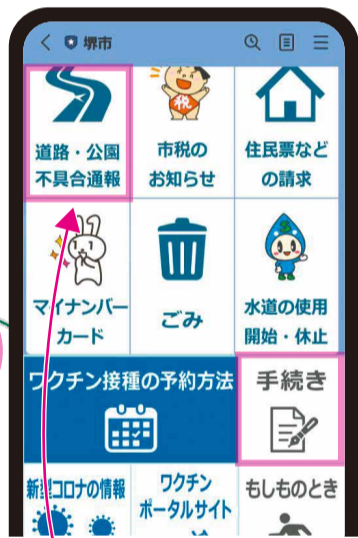 堺市
道路・公園
不具合通報
市税の
お知らせ
住民票など
の請求
税
マイナンバー
カード
ごみ
水道の使用
開始・休止
ワクチン接種の予約方法
手続き
新型コロナの情報
ワクチン
ポータルサイト
もしものとき